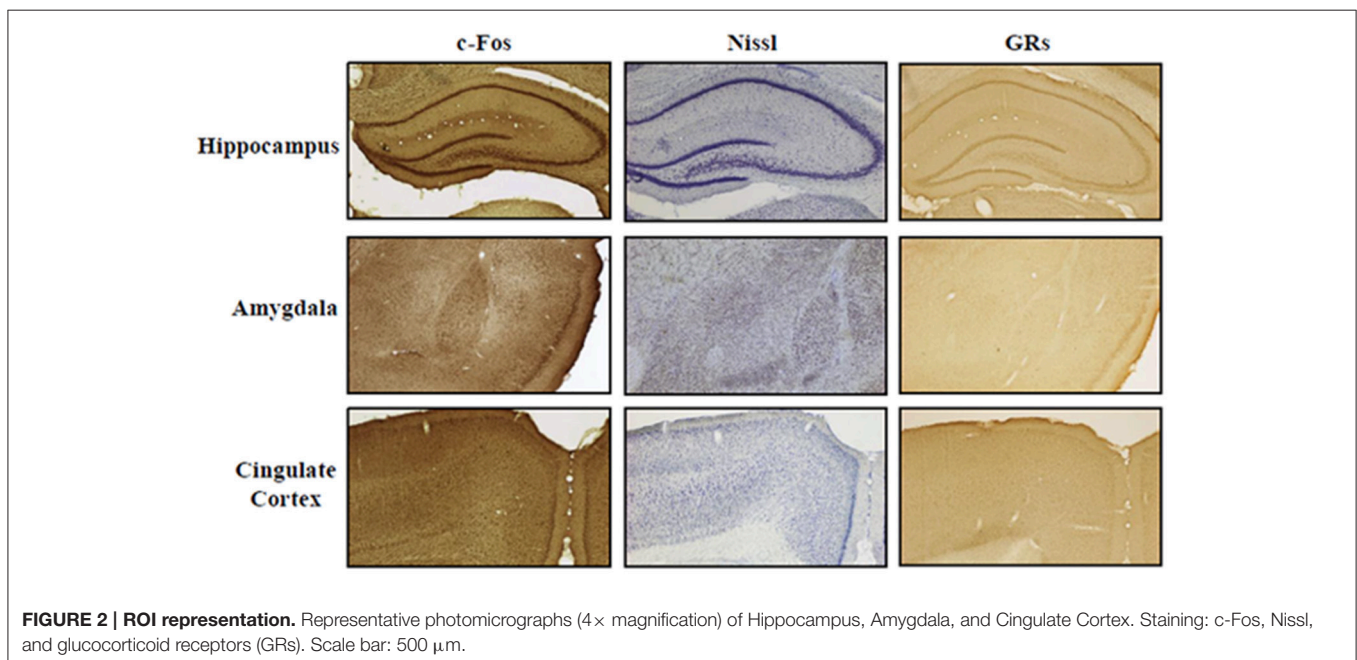 c-Fos Nissl GRs
Hippocampus
Amygdala
Cingulate
Cortex
FIGURE 2 | ROI representation. Representative photomicrographs (4× magnification) of Hippocampus, Amygdala, and Cingulate Cortex. Staining: c-Fos, Nissl,
and glucocorticoid receptors (GRs). Scale bar: 500 μm.